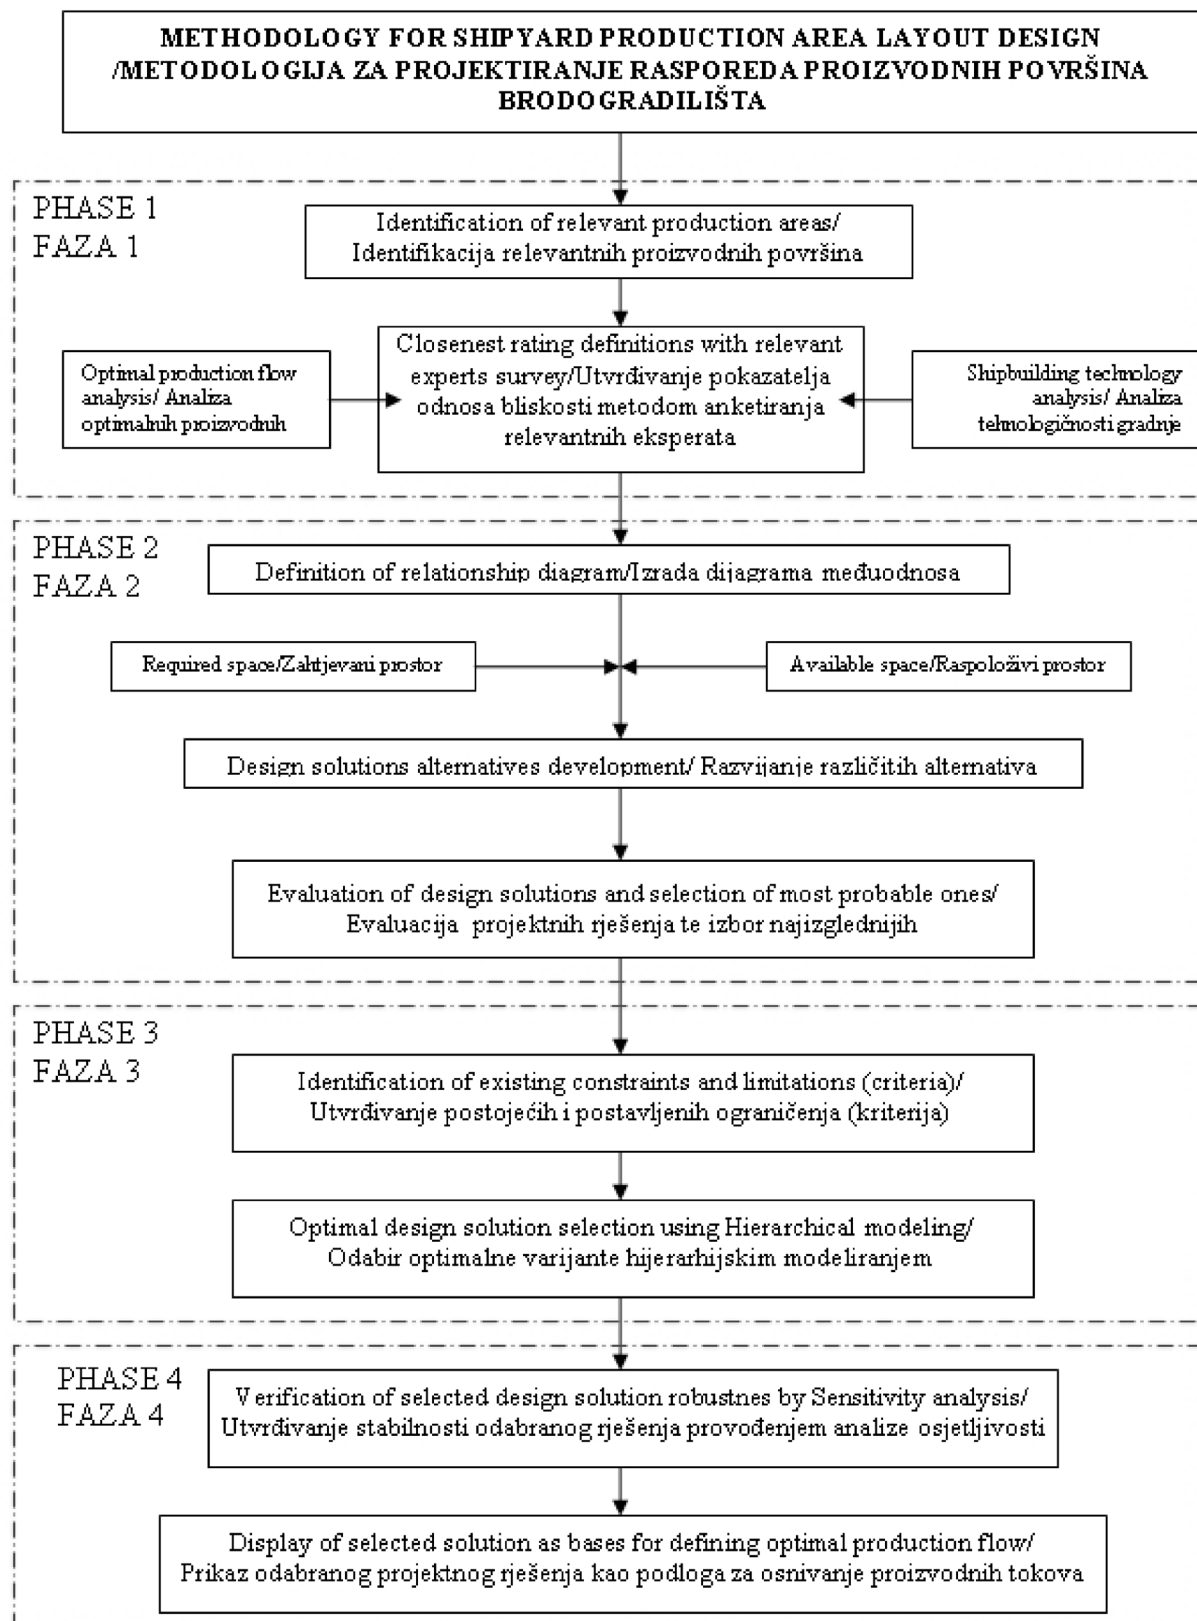 METHODOLOGY FOR SHIPYARD PRODUCTION AREA LAYOUT DESIGN
/METODOLOGIJA ZA PROJEKTIRANJE RASPOREDA PROIZVODNIH POVRŠINA
BRODOGRADILIŠTA
PHASE 1
FAZA 1
Identification of relevant production areas/
Identifikacija relevantnih proizvodnih površina
Optimal production flow
analysis/ Analiza
optimalnih proizvodnih
Closenest rating definitions with relevant
experts survey/Utvrđivanje pokazatelja
odnosa bliskosti metodom anketiranja
relevantnih eksperata
Shipbuilding technology
analysis/ Analiza
tehnologičnosti gradnje
PHASE 2
FAZA 2
Definition of relationship diagram/Izrada dijagrama međuodnosa
Required space/Zahtjevani prostor
Available space/Raspoloživi prostor
Design solutions alternatives development/ Razvijanje različitih alternativa
Evaluation of design solutions and selection of most probable ones/
Evaluacija projektnih rješenja te izbor najizglednijih
PHASE 3
FAZA 3
Identification of existing constraints and limitations (criteria)/
Utvrđivanje postojećih i postavljenih ograničenja (kriterija)
Optimal design solution selection using Hierarchical modeling/
Odabir optimalne varijante hijerarhijskim modeliranjem
PHASE 4
FAZA 4
Verification of selected design solution robustnes by Sensitivity analysis/
Utvrđivanje stabilnosti odabranog rješenja provođenjem analize osjetljivosti
Display of selected solution as bases for defining optimal production flow/
Prikaz odabranog projektnog rješenja kao podloga za osnivanje proizvodnih tokova